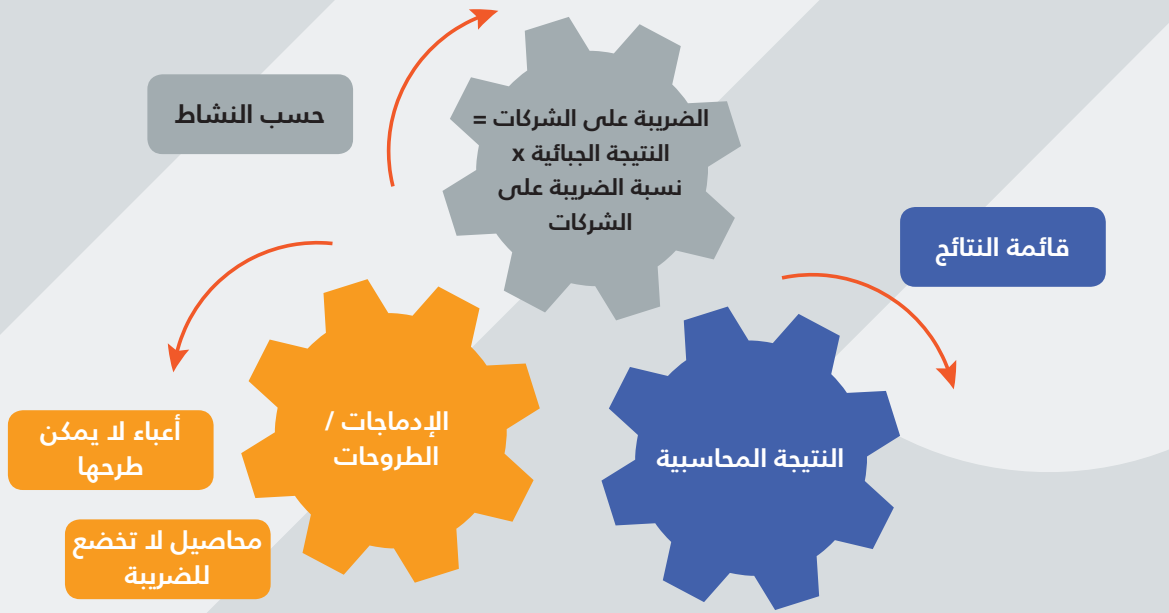 حسب النشاط
الضريبة على الشركات =
النتيجة الجبائية x
نسبة الضريبة على
الشركات
قائمة النتائج
النتيجة المحاسبية
الإدماجات /
الطروحات
أعباء لا يمكن
طرحها
محاصيل لا تخضع
للضريبة